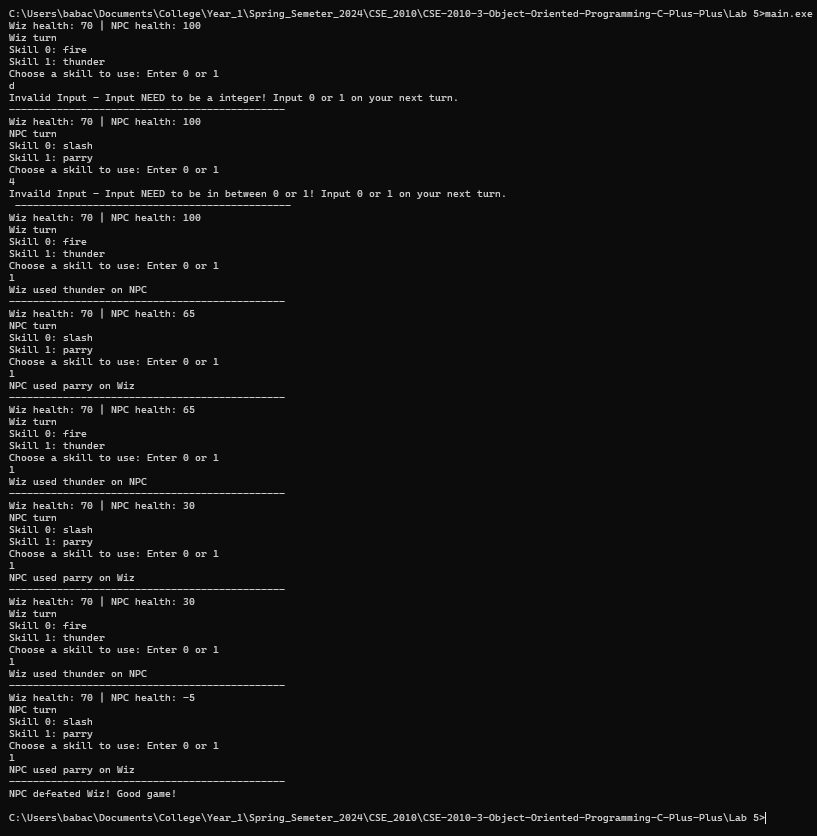 C:\Users\babac\Documents\College\Year_1\Spring_Semeter_2024\CSE_2010\CSE-2010-3-Object-Oriented-Programming-C-Plus-Plus\Lab 5>main.exe
Wiz health: 70 | NPC health: 100
Wiz turn
Skill 0: fire
Skill 1: thunder
Choose a skill to use: Enter 0 or 1
d
Invalid Input - Input NEED to be a integer! Input 0 or 1 on your next turn.
----------------------------------------------
Wiz health: 70 | NPC health: 100
NPC turn
Skill 0: slash
Skill 1: parry
Choose a skill to use: Enter 0 or 1
4
Invaild Input - Input NEED to be in between 0 or 1! Input 0 or 1 on your next turn.
 ----------------------------------------------
Wiz health: 70 | NPC health: 100
Wiz turn
Skill 0: fire
Skill 1: thunder
Choose a skill to use: Enter 0 or 1
1
Wiz used thunder on NPC
----------------------------------------------
Wiz health: 70 | NPC health: 65
NPC turn
Skill 0: slash
Skill 1: parry
Choose a skill to use: Enter 0 or 1
1
NPC used parry on Wiz
----------------------------------------------
Wiz health: 70 | NPC health: 65
Wiz turn
Skill 0: fire
Skill 1: thunder
Choose a skill to use: Enter 0 or 1
1
Wiz used thunder on NPC
----------------------------------------------
Wiz health: 70 | NPC health: 30
NPC turn
Skill 0: slash
Skill 1: parry
Choose a skill to use: Enter 0 or 1
1
NPC used parry on Wiz
----------------------------------------------
Wiz health: 70 | NPC health: 30
Wiz turn
Skill 0: fire
Skill 1: thunder
Choose a skill to use: Enter 0 or 1
1
Wiz used thunder on NPC
----------------------------------------------
Wiz health: 70 | NPC health: -5
NPC turn
Skill 0: slash
Skill 1: parry
Choose a skill to use: Enter 0 or 1
1
NPC used parry on Wiz
----------------------------------------------
NPC defeated Wiz! Good game!
C:\Users\babac\Documents\College\Year_1\Spring_Semeter_2024\CSE_2010\CSE-2010-3-Object-Oriented-Programming-C-Plus-Plus\Lab 5>